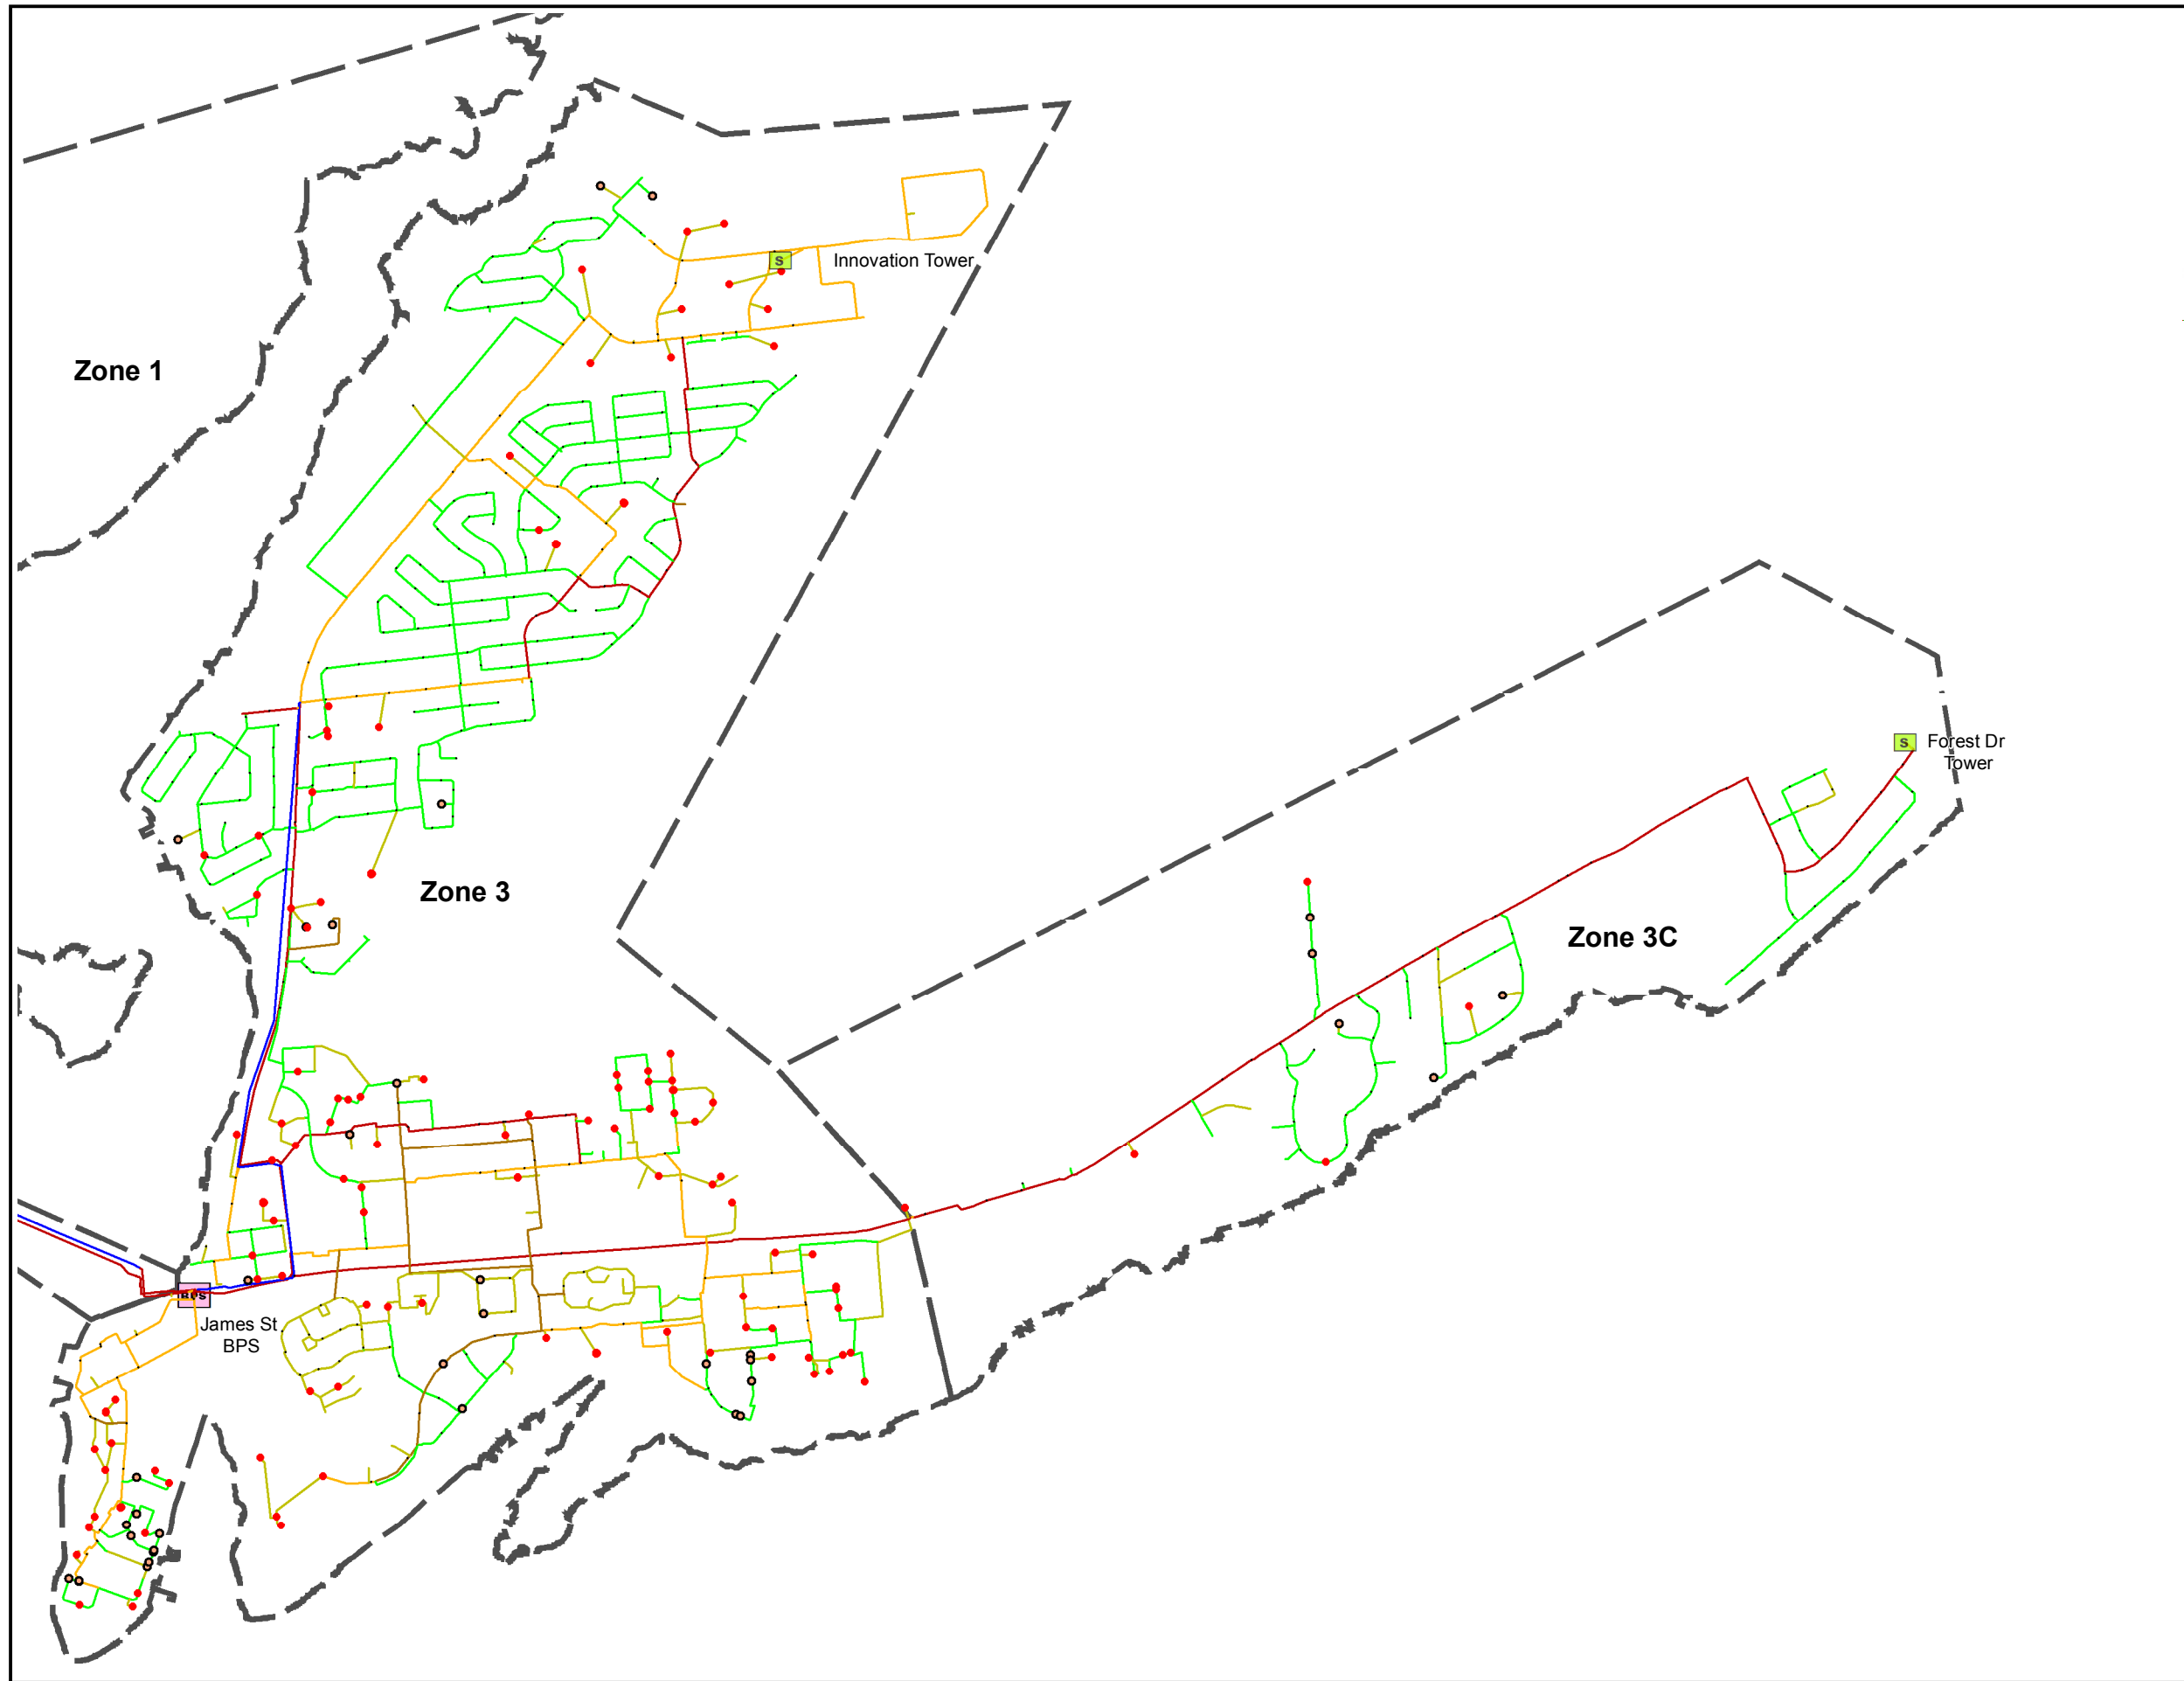 S
Innovation Tower
Zone 1
S
Forest Dr
Tower
Zone 3
Zone 3C
BPS
James St
BPS